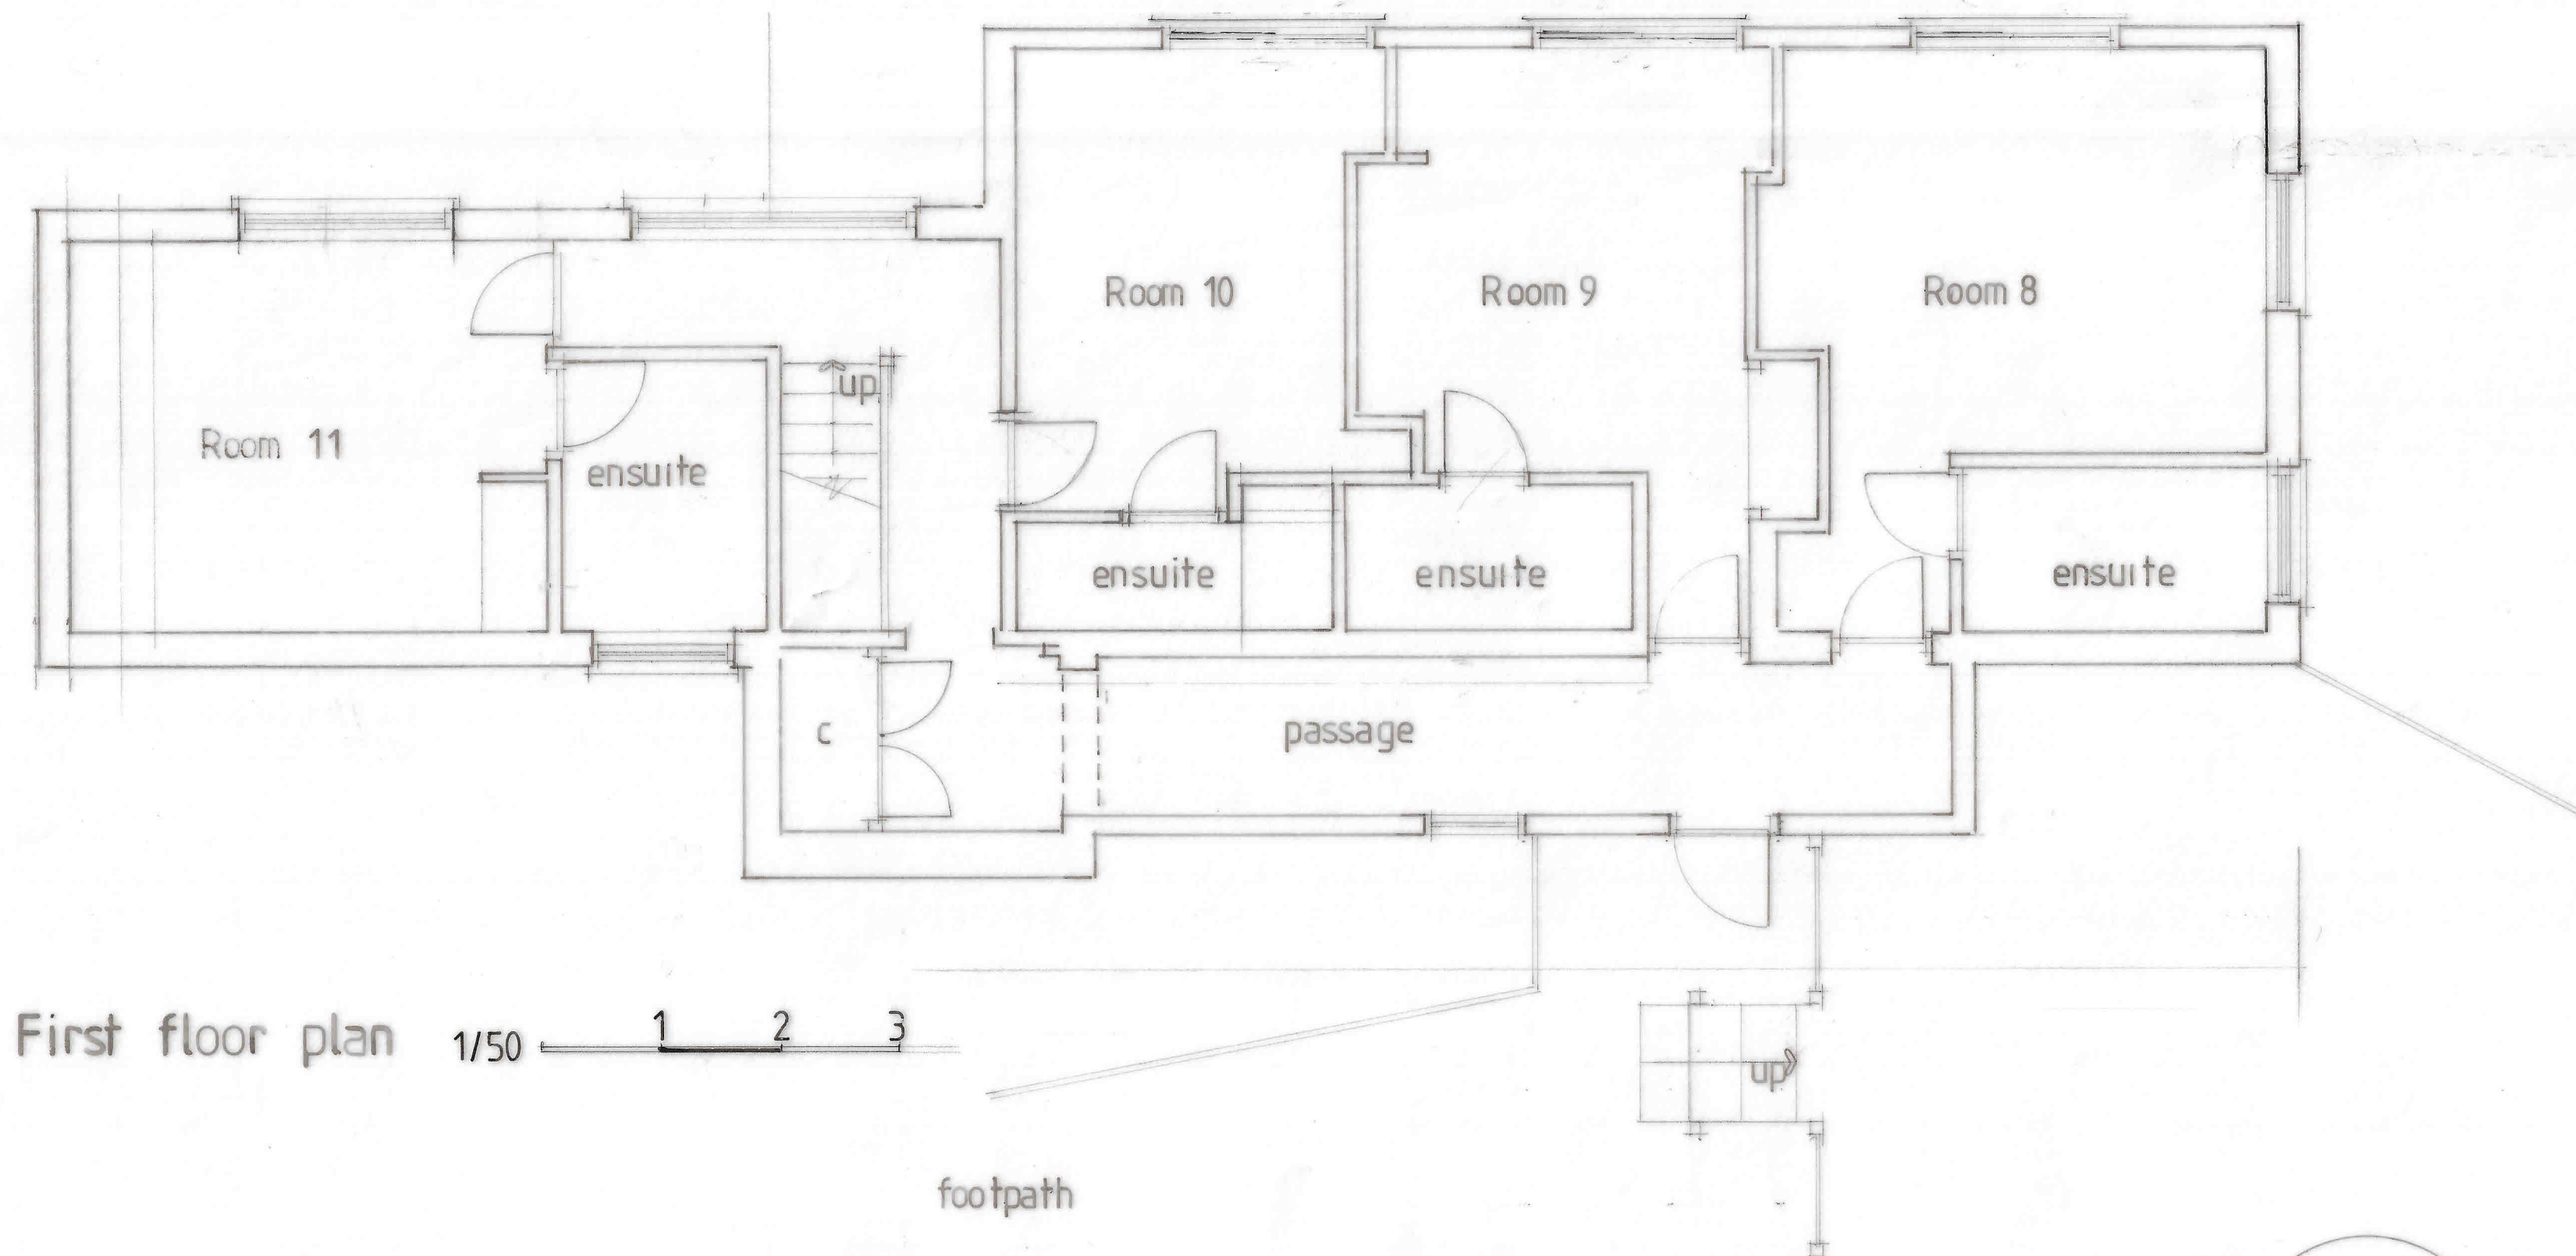 Room 10
Room 9
Room 8
up
Room 11
ensuite
ensuite
ensuite
ensuite
c
passage
First floor plan
1/50
1 2 3
up
footpath